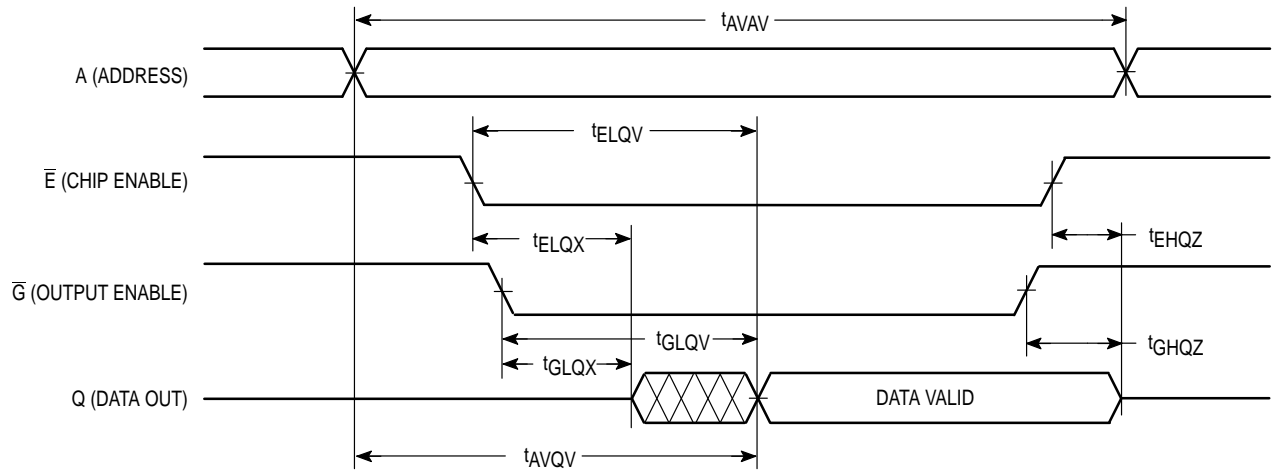 tAVAV
A (ADDRESS)
tELQV
E̅ (CHIP ENABLE)
tELQX
tEHQZ
G̅ (OUTPUT ENABLE)
tGLQV
tGHQZ
tGLQX
Q (DATA OUT)
DATA VALID
tAVQV